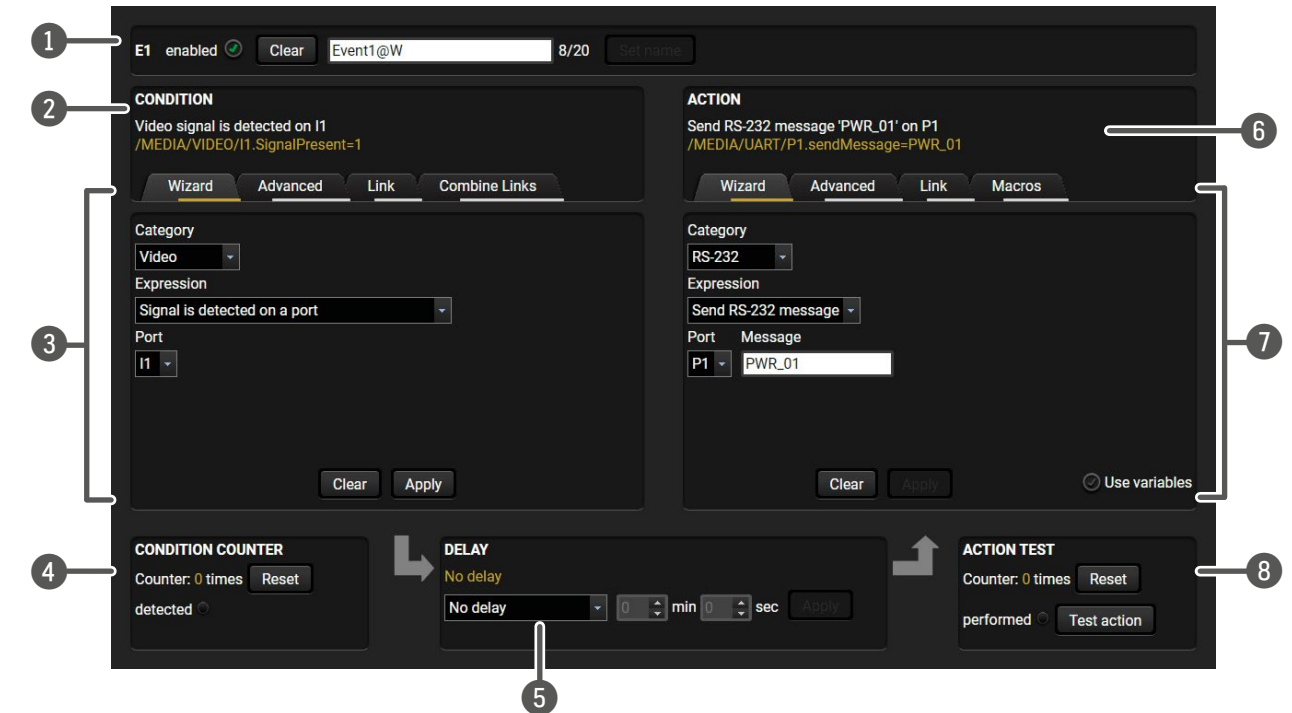 1
E1 enabled Clear Event1@W 8/20 Set name
2
CONDITION
Video signal is detected on I1
/MEDIA/VIDEO/I1.SignalPresent=1
Wizard Advanced Link Combine Links
3
Category
Video
Expression
Signal is detected on a port
Port
I1
Clear Apply
ACTION
Send RS-232 message 'PWR_01' on P1
/MEDIA/UART/P1.sendMessage=PWR_01
6
Wizard Advanced Link Macros
Category
RS-232
Expression
Send RS-232 message
Port Message
P1 PWR_01
7
Clear Apply Use variables
4
CONDITION COUNTER
Counter: 0 times Reset
detected
DELAY
No delay
No delay 0 min 0 sec Apply
5
ACTION TEST
Counter: 0 times Reset
performed Test action
8